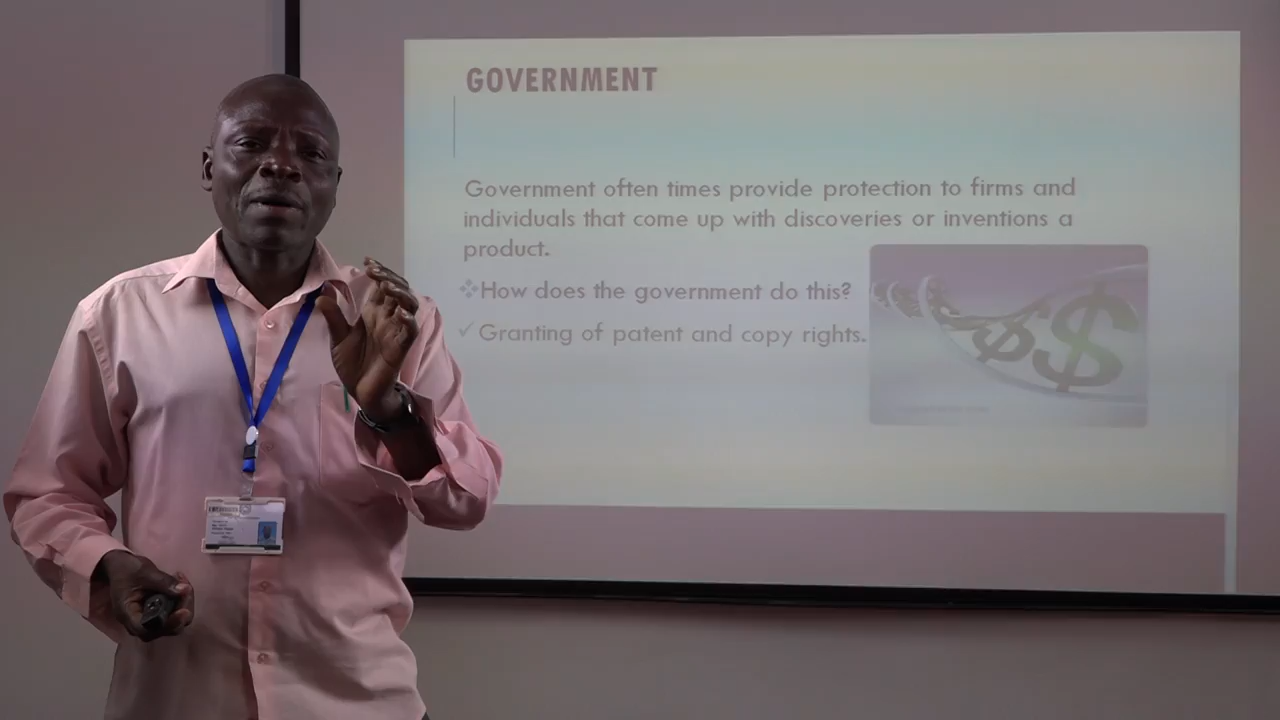 GOVERNMENT
Government often times provide protection to firms and
individuals that come up with discoveries or inventions a
product.
❖How does the government do this?
✓ Granting of patent and copy rights.